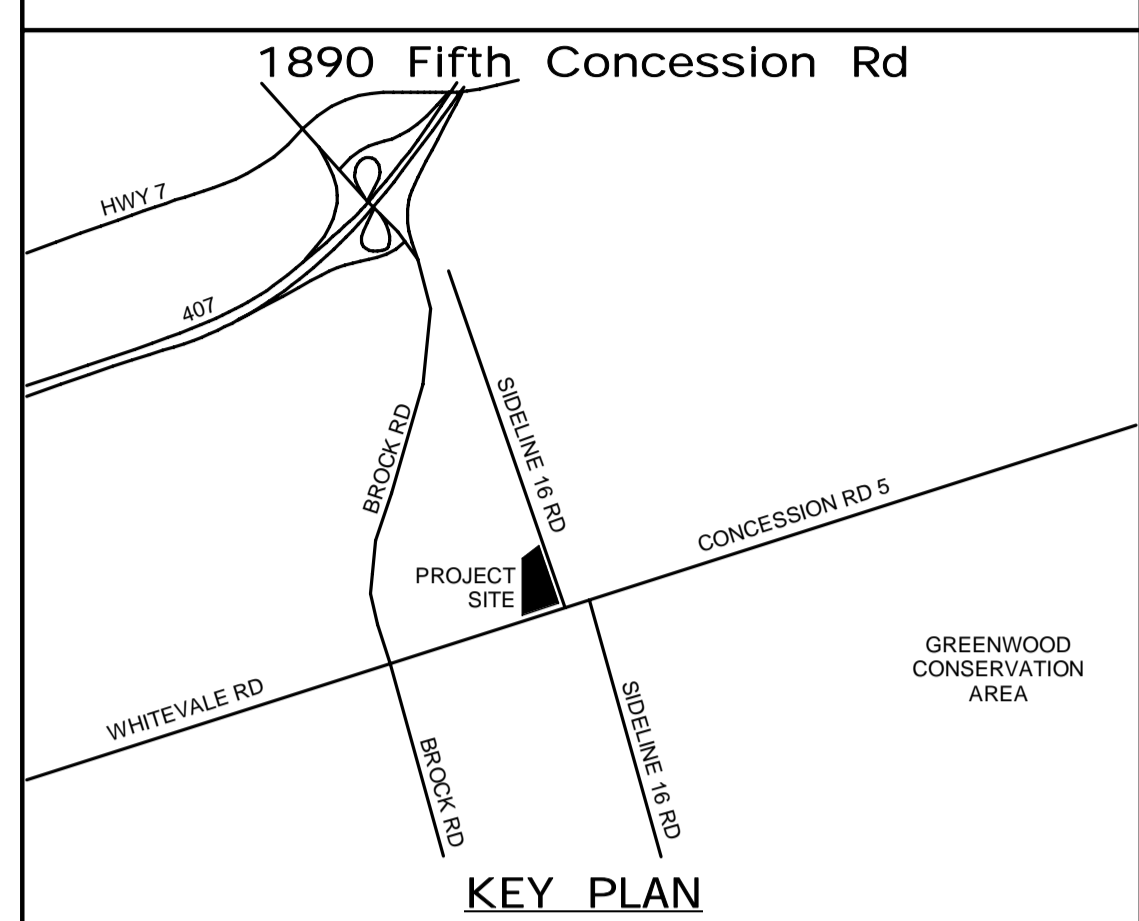 1890 Fifth Concession Rd
HWY 7
407
BROCK RD
SIDELINE 16 RD
CONCESSION RD 5
PROJECT
SITE
GREENWOOD
CONSERVATION
AREA
WHITEVALE RD
BROCK RD
SIDELINE 16 RD
KEY PLAN